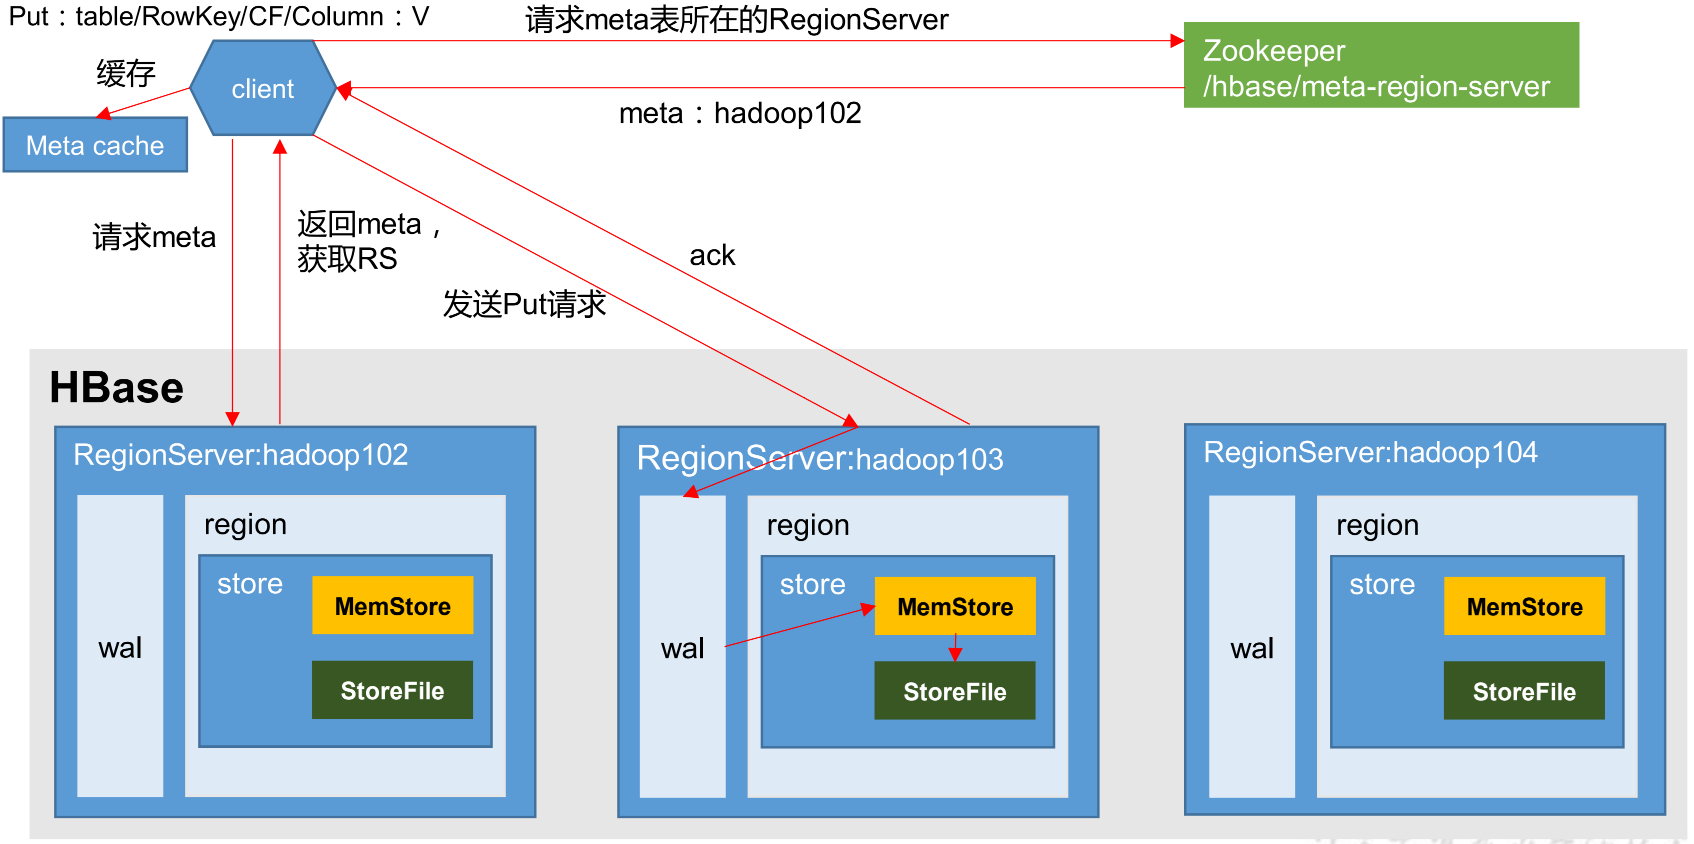 Put：table/RowKey/CF/Column：V
请求meta表所在的RegionServer
Zookeeper
/hbase/meta-region-server
缓存
client
meta：hadoop102
Meta cache
请求meta
返回meta，
获取RS
ack
发送Put请求
HBase
RegionServer:hadoop102
wal
region
store
MemStore
StoreFile
RegionServer:hadoop103
wal
region
store
MemStore
StoreFile
RegionServer:hadoop104
wal
region
store
MemStore
StoreFile